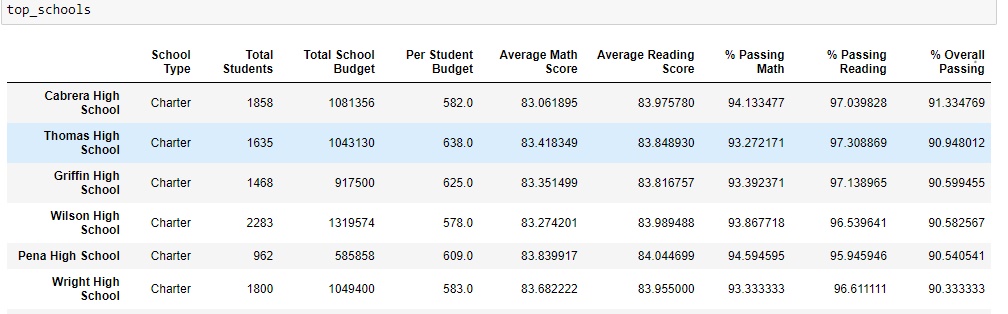 top_schools
School Type Total Students Total School Budget Per Student Budget Average Math Score Average Reading Score % Passing Math % Passing Reading % Overall Passing
Cabrera High School Charter 1858 1081356 582.0 83.061895 83.975780 94.133477 97.039828 91.334769
Thomas High School Charter 1635 1043130 638.0 83.418349 83.848930 93.272171 97.308869 90.948012
Griffin High School Charter 1468 917500 625.0 83.351499 83.816757 93.392371 97.138965 90.599455
Wilson High School Charter 2283 1319574 578.0 83.274201 83.989488 93.867718 96.539641 90.582567
Pena High School Charter 962 585858 609.0 83.839917 84.044699 94.594595 95.945946 90.540541
Wright High School Charter 1800 1049400 583.0 83.682222 83.955000 93.333333 96.611111 90.333333